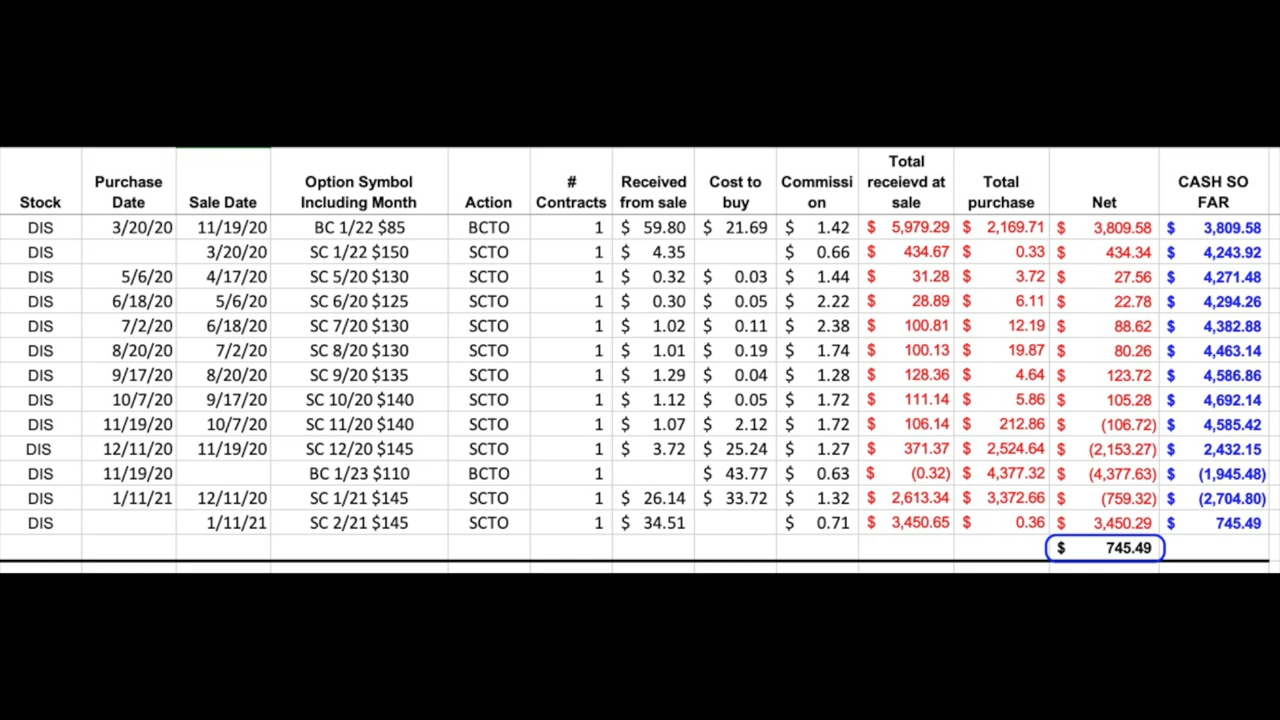 Stock Purchase Date Sale Date Option Symbol Including Month Action # Contracts Received from sale Cost to buy Commissi on Total receievd at sale Total purchase Net CASH SO FAR
DIS 3/20/20 11/19/20 BC 1/22 $85 BCTO 1 $ 59.80 $ 21.69 $ 1.42 $ 5,979.29 $ 2,169.71 $ 3,809.58 $ 3,809.58
DIS 3/20/20 SC 1/22 $150 SCTO 1 $ 4.35 $ 0.66 $ 434.67 $ 0.33 $ 434.34 $ 4,243.92
DIS 5/6/20 4/17/20 SC 5/20 $130 SCTO 1 $ 0.32 $ 0.03 $ 1.44 $ 31.28 $ 3.72 $ 27.56 $ 4,271.48
DIS 6/18/20 5/6/20 SC 6/20 $125 SCTO 1 $ 0.30 $ 0.05 $ 2.22 $ 28.89 $ 6.11 $ 22.78 $ 4,294.26
DIS 7/2/20 6/18/20 SC 7/20 $130 SCTO 1 $ 1.02 $ 0.11 $ 2.38 $ 100.81 $ 12.19 $ 88.62 $ 4,382.88
DIS 8/20/20 7/2/20 SC 8/20 $130 SCTO 1 $ 1.01 $ 0.19 $ 1.74 $ 100.13 $ 19.87 $ 80.26 $ 4,463.14
DIS 9/17/20 8/20/20 SC 9/20 $135 SCTO 1 $ 1.29 $ 0.04 $ 1.28 $ 128.36 $ 4.64 $ 123.72 $ 4,586.86
DIS 10/7/20 9/17/20 SC 10/20 $140 SCTO 1 $ 1.12 $ 0.05 $ 1.72 $ 111.14 $ 5.86 $ 105.28 $ 4,692.14
DIS 11/19/20 10/7/20 SC 11/20 $140 SCTO 1 $ 1.07 $ 2.12 $ 1.72 $ 106.14 $ 212.86 $ (106.72) $ 4,585.42
DIS 12/11/20 11/19/20 SC 12/20 $145 SCTO 1 $ 3.72 $ 25.24 $ 1.27 $ 371.37 $ 2,524.64 $ (2,153.27) $ 2,432.15
DIS 11/19/20 BC 1/23 $110 BCTO 1 $ 43.77 $ 0.63 $ (0.32) $ 4,377.32 $ (4,377.63) $ (1,945.48)
DIS 1/11/21 12/11/20 SC 1/21 $145 SCTO 1 $ 26.14 $ 33.72 $ 1.32 $ 2,613.34 $ 3,372.66 $ (759.32) $ (2,704.80)
DIS 1/11/21 SC 2/21 $145 SCTO 1 $ 34.51 $ 0.71 $ 3,450.65 $ 0.36 $ 3,450.29 $ 745.49
$ 745.49